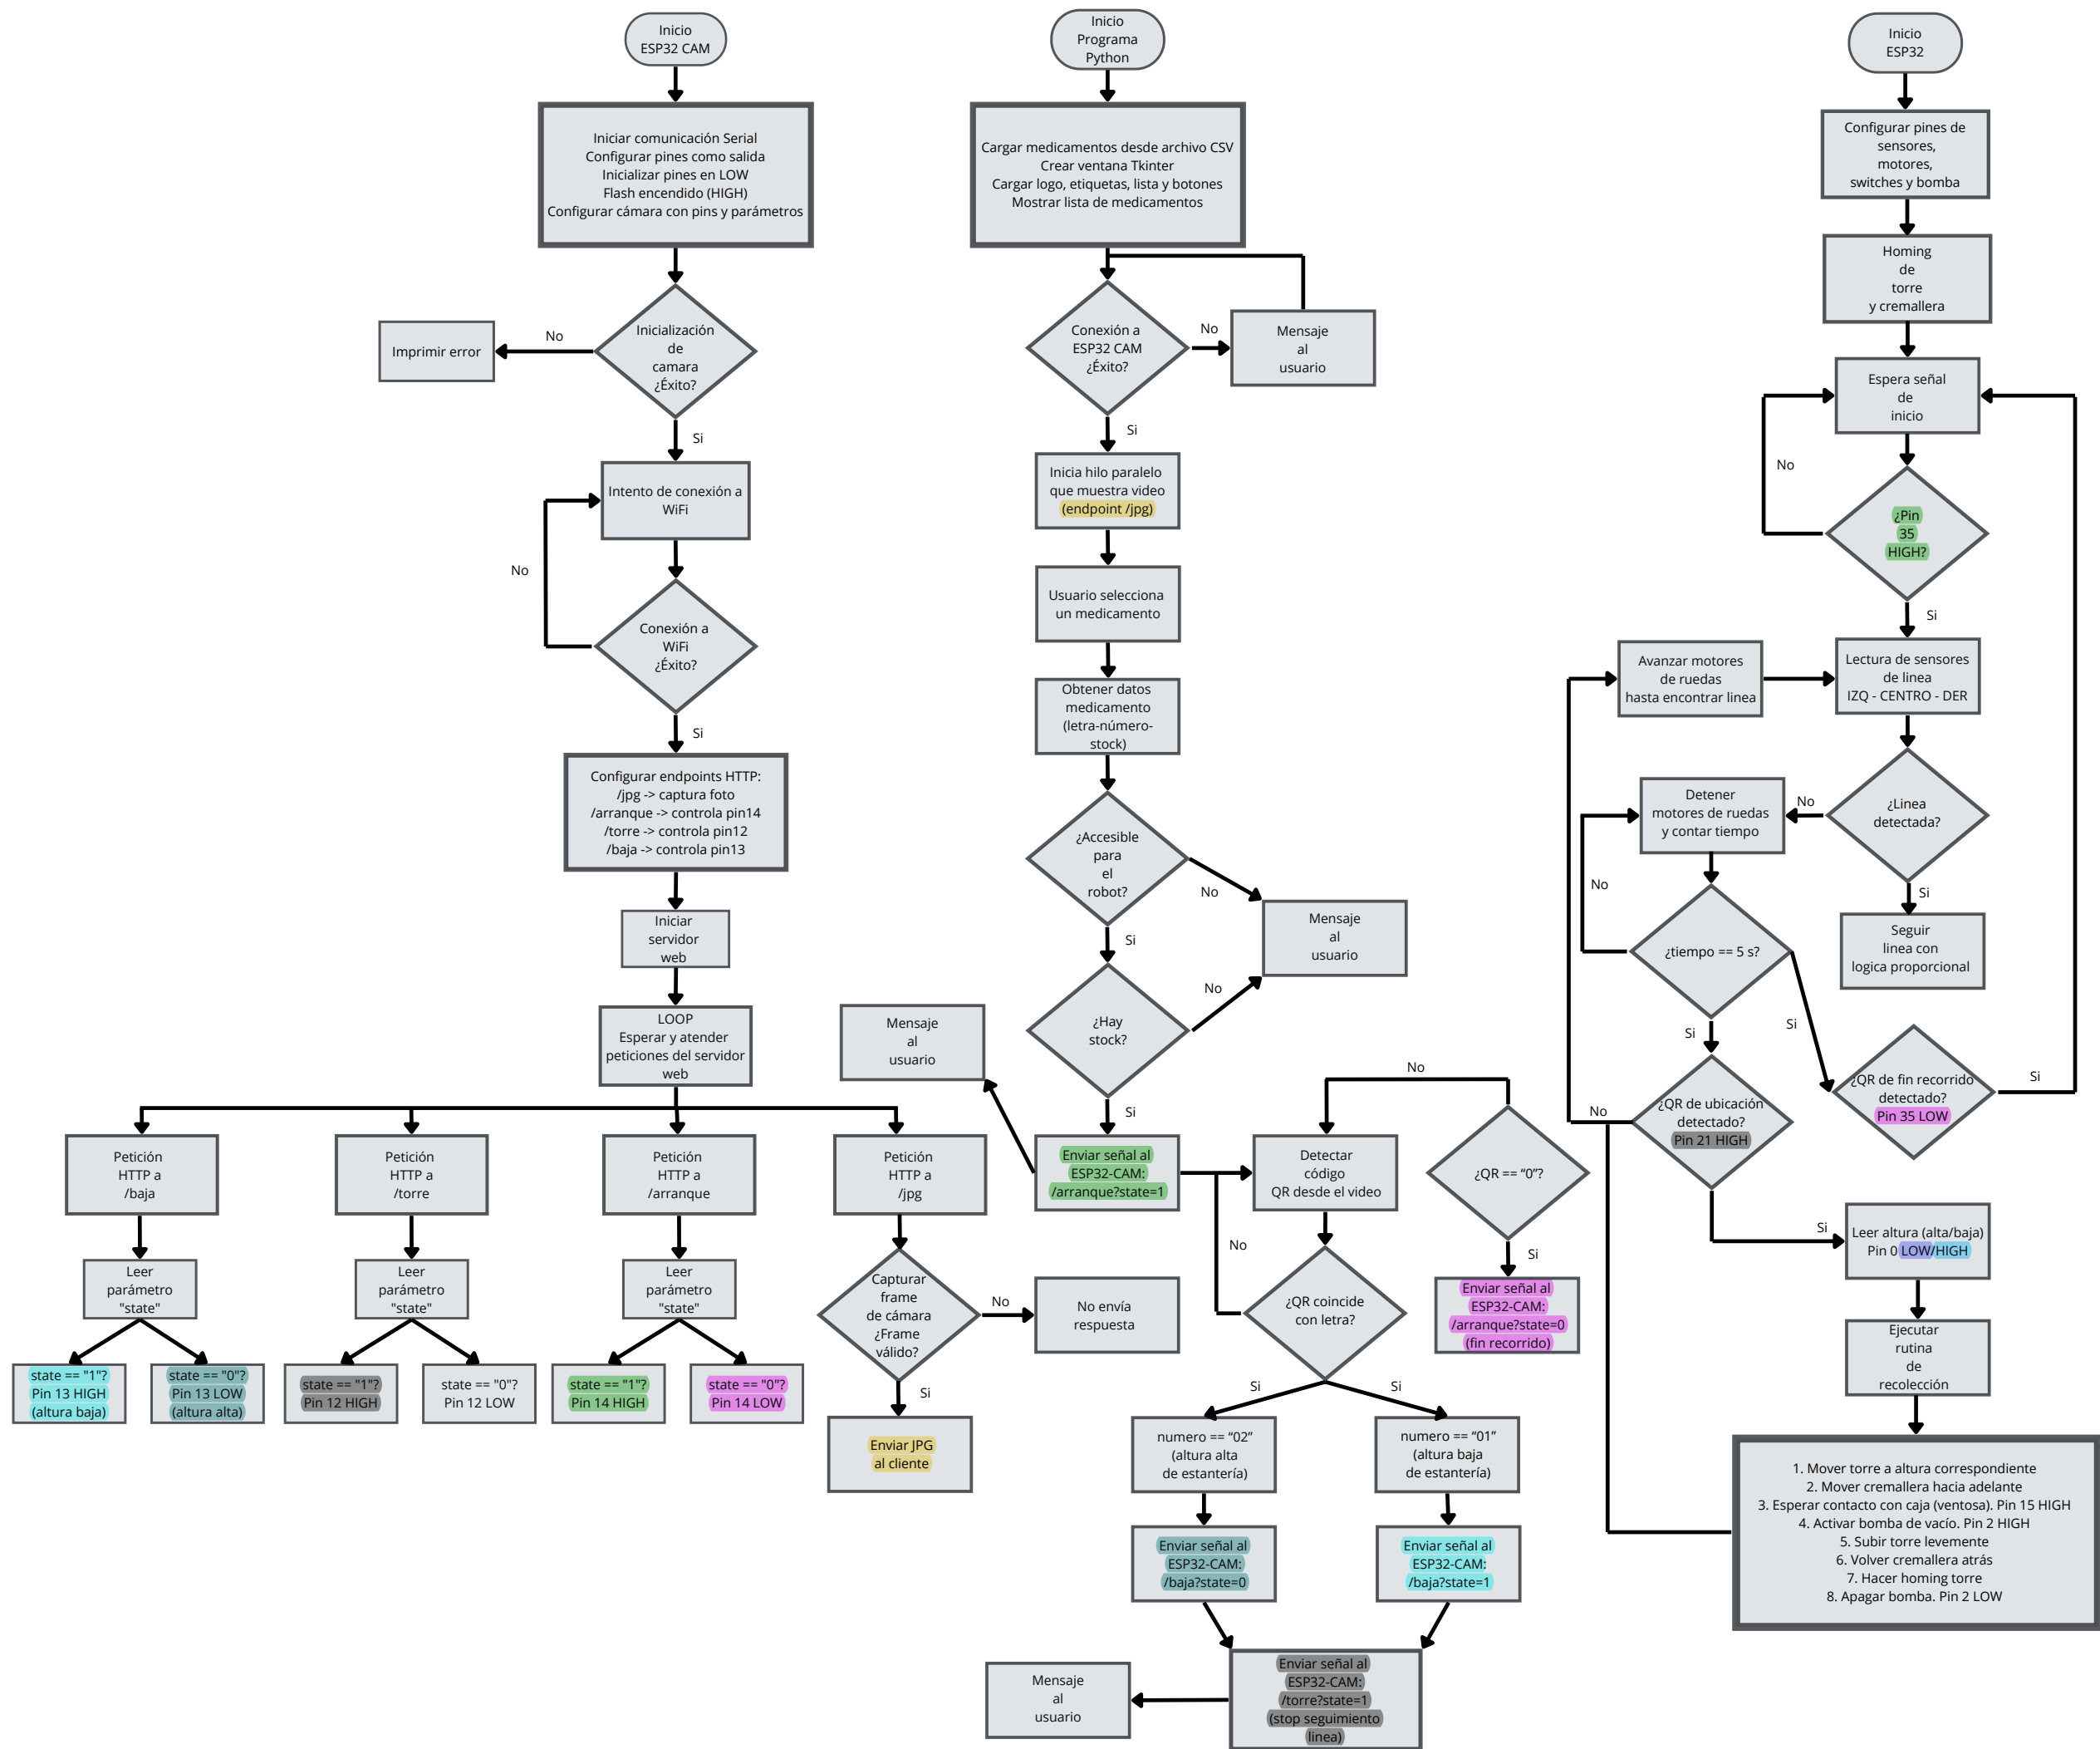 Inicio
ESP32 CAM
Iniciar comunicación Serial
Configurar pines como salida
Inicializar pines en LOW
Flash encendido (HIGH)
Configurar cámara con pins y parámetros
Inicialización
de
camara
¿Éxito?
No
Imprimir error
Si
Intento de conexión a
WiFi
No
Conexión a
WiFi
¿Éxito?
Si
Configurar endpoints HTTP:
/jpg -> captura foto
/arranque -> controla pin14
/torre -> controla pin12
/baja -> controla pin13
Iniciar
servidor
web
LOOP
Esperar y atender
peticiones del servidor
web
Petición
HTTP a
/baja
Leer
parámetro
"state"
state == "1"?
Pin 13 HIGH
(altura baja)
state == "0"?
Pin 13 LOW
(altura alta)
Petición
HTTP a
/torre
Leer
parámetro
"state"
state == "1"?
Pin 12 HIGH
state == "0"?
Pin 12 LOW
Petición
HTTP a
/arranque
Leer
parámetro
"state"
state == "1"?
Pin 14 HIGH
state == "0"?
Pin 14 LOW
Petición
HTTP a
/jpg
Capturar
frame
de cámara
¿Frame
válido?
No
No envía
respuesta
Si
Enviar JPG
al cliente
Inicio
Programa
Python
Cargar medicamentos desde archivo CSV
Crear ventana Tkinter
Cargar logo, etiquetas, lista y botones
Mostrar lista de medicamentos
Conexión a
ESP32 CAM
¿Éxito?
No
Mensaje
al
usuario
Si
Inicia hilo paralelo
que muestra video
(endpoint /jpg)
Usuario selecciona
un medicamento
Obtener datos
medicamento
(letra-número-
stock)
¿Accesible
para
el
robot?
No
Mensaje
al
usuario
Si
¿Hay
stock?
No
Si
Mensaje
al
usuario
Enviar señal al
ESP32-CAM:
/arranque?state=1
Detectar
código
QR desde el video
No
¿QR == “0”?
Si
Enviar señal al
ESP32-CAM:
/arranque?state=0
(fin recorrido)
No
¿QR coincide
con letra?
Si
Si
numero == “02”
(altura alta
de estantería)
numero == “01”
(altura baja
de estantería)
Enviar señal al
ESP32-CAM:
/baja?state=0
Enviar señal al
ESP32-CAM:
/baja?state=1
Enviar señal al
ESP32-CAM:
/torre?state=1
(stop seguimiento
linea)
Mensaje
al
usuario
Inicio
ESP32
Configurar pines de
sensores,
motores,
switches y bomba
Homing
de
torre
y cremallera
Espera señal
de
inicio
No
¿Pin
35
HIGH?
Si
Avanzar motores
de ruedas
hasta encontrar linea
Lectura de sensores
de linea
IZQ - CENTRO - DER
¿Linea
detectada?
No
Detener
motores de ruedas
y contar tiempo
Si
Seguir
linea con
logica proporcional
No
¿tiempo == 5 s?
Si
Si
¿QR de fin recorrido
detectado?
Pin 35 LOW
Si
¿QR de ubicación
detectado?
Pin 21 HIGH
No
Si
Leer altura (alta/baja)
Pin 0 LOW/HIGH
Ejecutar
rutina
de
recolección
1. Mover torre a altura correspondiente
2. Mover cremallera hacia adelante
3. Esperar contacto con caja (ventosa). Pin 15 HIGH
4. Activar bomba de vacío. Pin 2 HIGH
5. Subir torre levemente
6. Volver cremallera atrás
7. Hacer homing torre
8. Apagar bomba. Pin 2 LOW